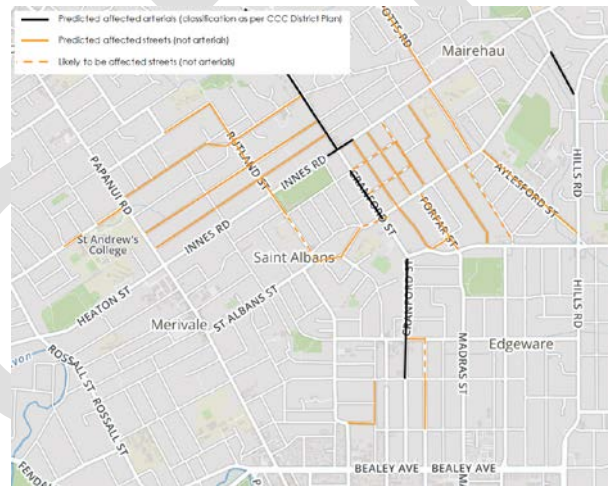 Predicted affected arterials (classification as per CCC District Plan)
Predicted affected streets (not arterials)
Likely to be affected streets (not arterials)
OTTS RD
Mairehau
HILLS RD
RUTLAND ST
PAPANUI RD
INNES RD
CRANFORD ST
FORFAR ST
AYLESFORD ST
St Andrew's
College
INNES RD
Saint Albans
HEATON ST
ST ALBANS ST
Merivale
CRANFORD ST
MADRAS ST
HILLS RD
Edgeware
ROSSALL ST
ROSSALL ST
BEALEY AVE
BEALEY AVE